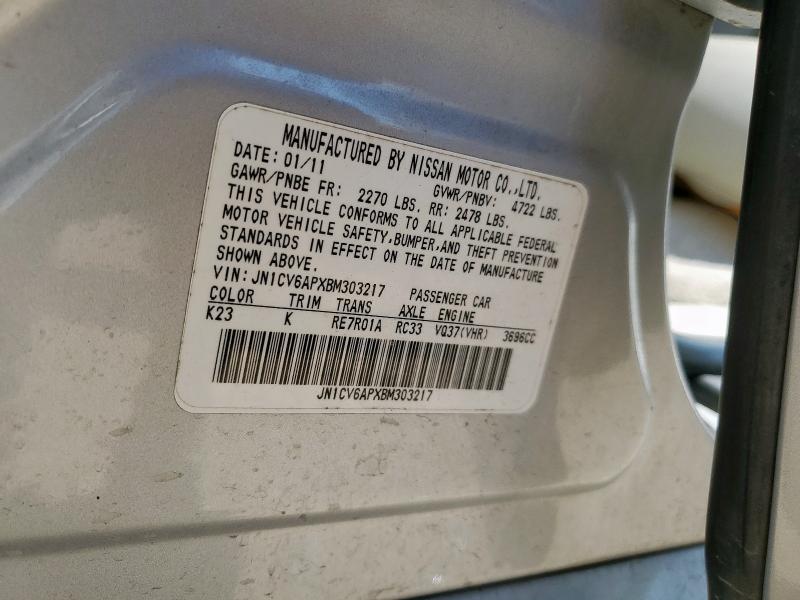 MANUFACTURED BY NISSAN MOTOR CO.,LTD.
DATE: 01/11 GVWR/PNBV: 4722 LBS.
GAWR/PNBE FR: 2270 LBS. RR: 2478 LBS.
THIS VEHICLE CONFORMS TO ALL APPLICABLE FEDERAL
MOTOR VEHICLE SAFETY,BUMPER,AND THEFT PREVENTION
STANDARDS IN EFFECT ON THE DATE OF MANUFACTURE
SHOWN ABOVE.
VIN: JN1CV6APXBM303217 PASSENGER CAR
COLOR TRIM TRANS AXLE ENGINE
K23 K RE7R01A RC33 VQ37(VHR) 3696CC
JN1CV6APXBM303217